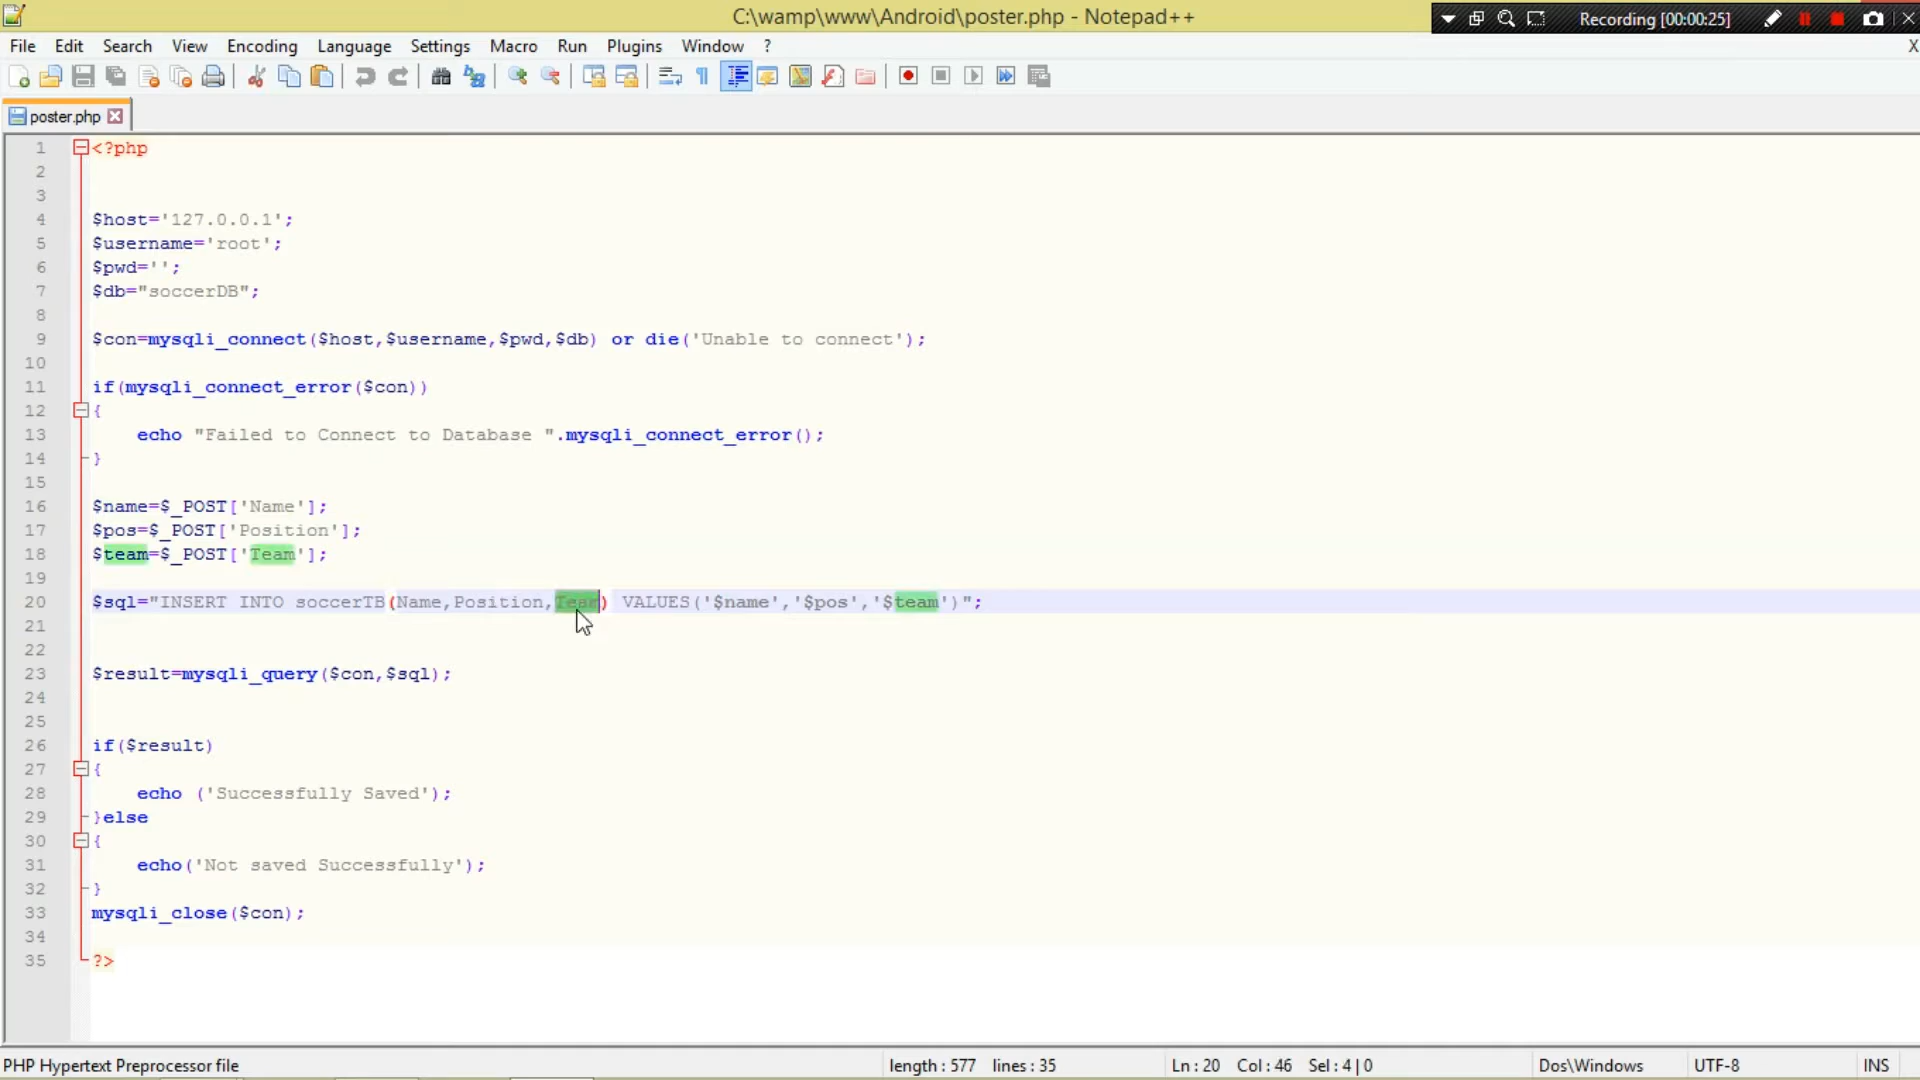 C:\wamp\www\Android\poster.php - Notepad++
Recording [00:00:25]
File Edit Search View Encoding Language Settings Macro Run Plugins Window ?
X
poster.php
1 <?php
2
3
4 $host='127.0.0.1';
5 $username='root';
6 $pwd='';
7 $db="soccerDB";
8
9 $con=mysqli_connect($host,$username,$pwd,$db) or die('Unable to connect');
10
11 if(mysqli_connect_error($con))
12 {
13 echo "Failed to Connect to Database ".mysqli_connect_error();
14 }
15
16 $name=$_POST['Name'];
17 $pos=$_POST['Position'];
18 $team=$_POST['Team'];
19
20 $sql="INSERT INTO soccerTB(Name,Position,Team) VALUES('$name','$pos','$team')";
21
22
23 $result=mysqli_query($con,$sql);
24
25
26 if($result)
27 {
28 echo ('Successfully Saved');
29 }else
30 {
31 echo('Not saved Successfully');
32 }
33 mysqli_close($con);
34
35 ?>
PHP Hypertext Preprocessor file length : 577 lines : 35 Ln : 20 Col : 46 Sel : 4 | 0 Dos\Windows UTF-8 INS